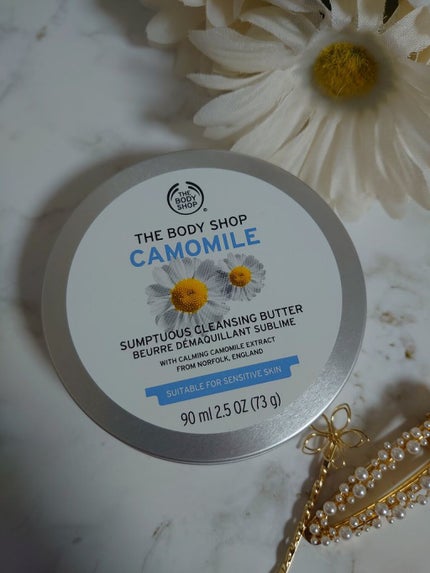 THE
BODY
SHOP
THE BODY SHOP
CAMOMILE
SUMPTUOUS CLEANSING BUTTER
BEURRE DÉMAQUILLANT SUBLIME
WITH CALMING CAMOMILE EXTRACT
FROM NORFOLK, ENGLAND
SUITABLE FOR SENSITIVE SKIN
90 ml 2.5 OZ (73 g)